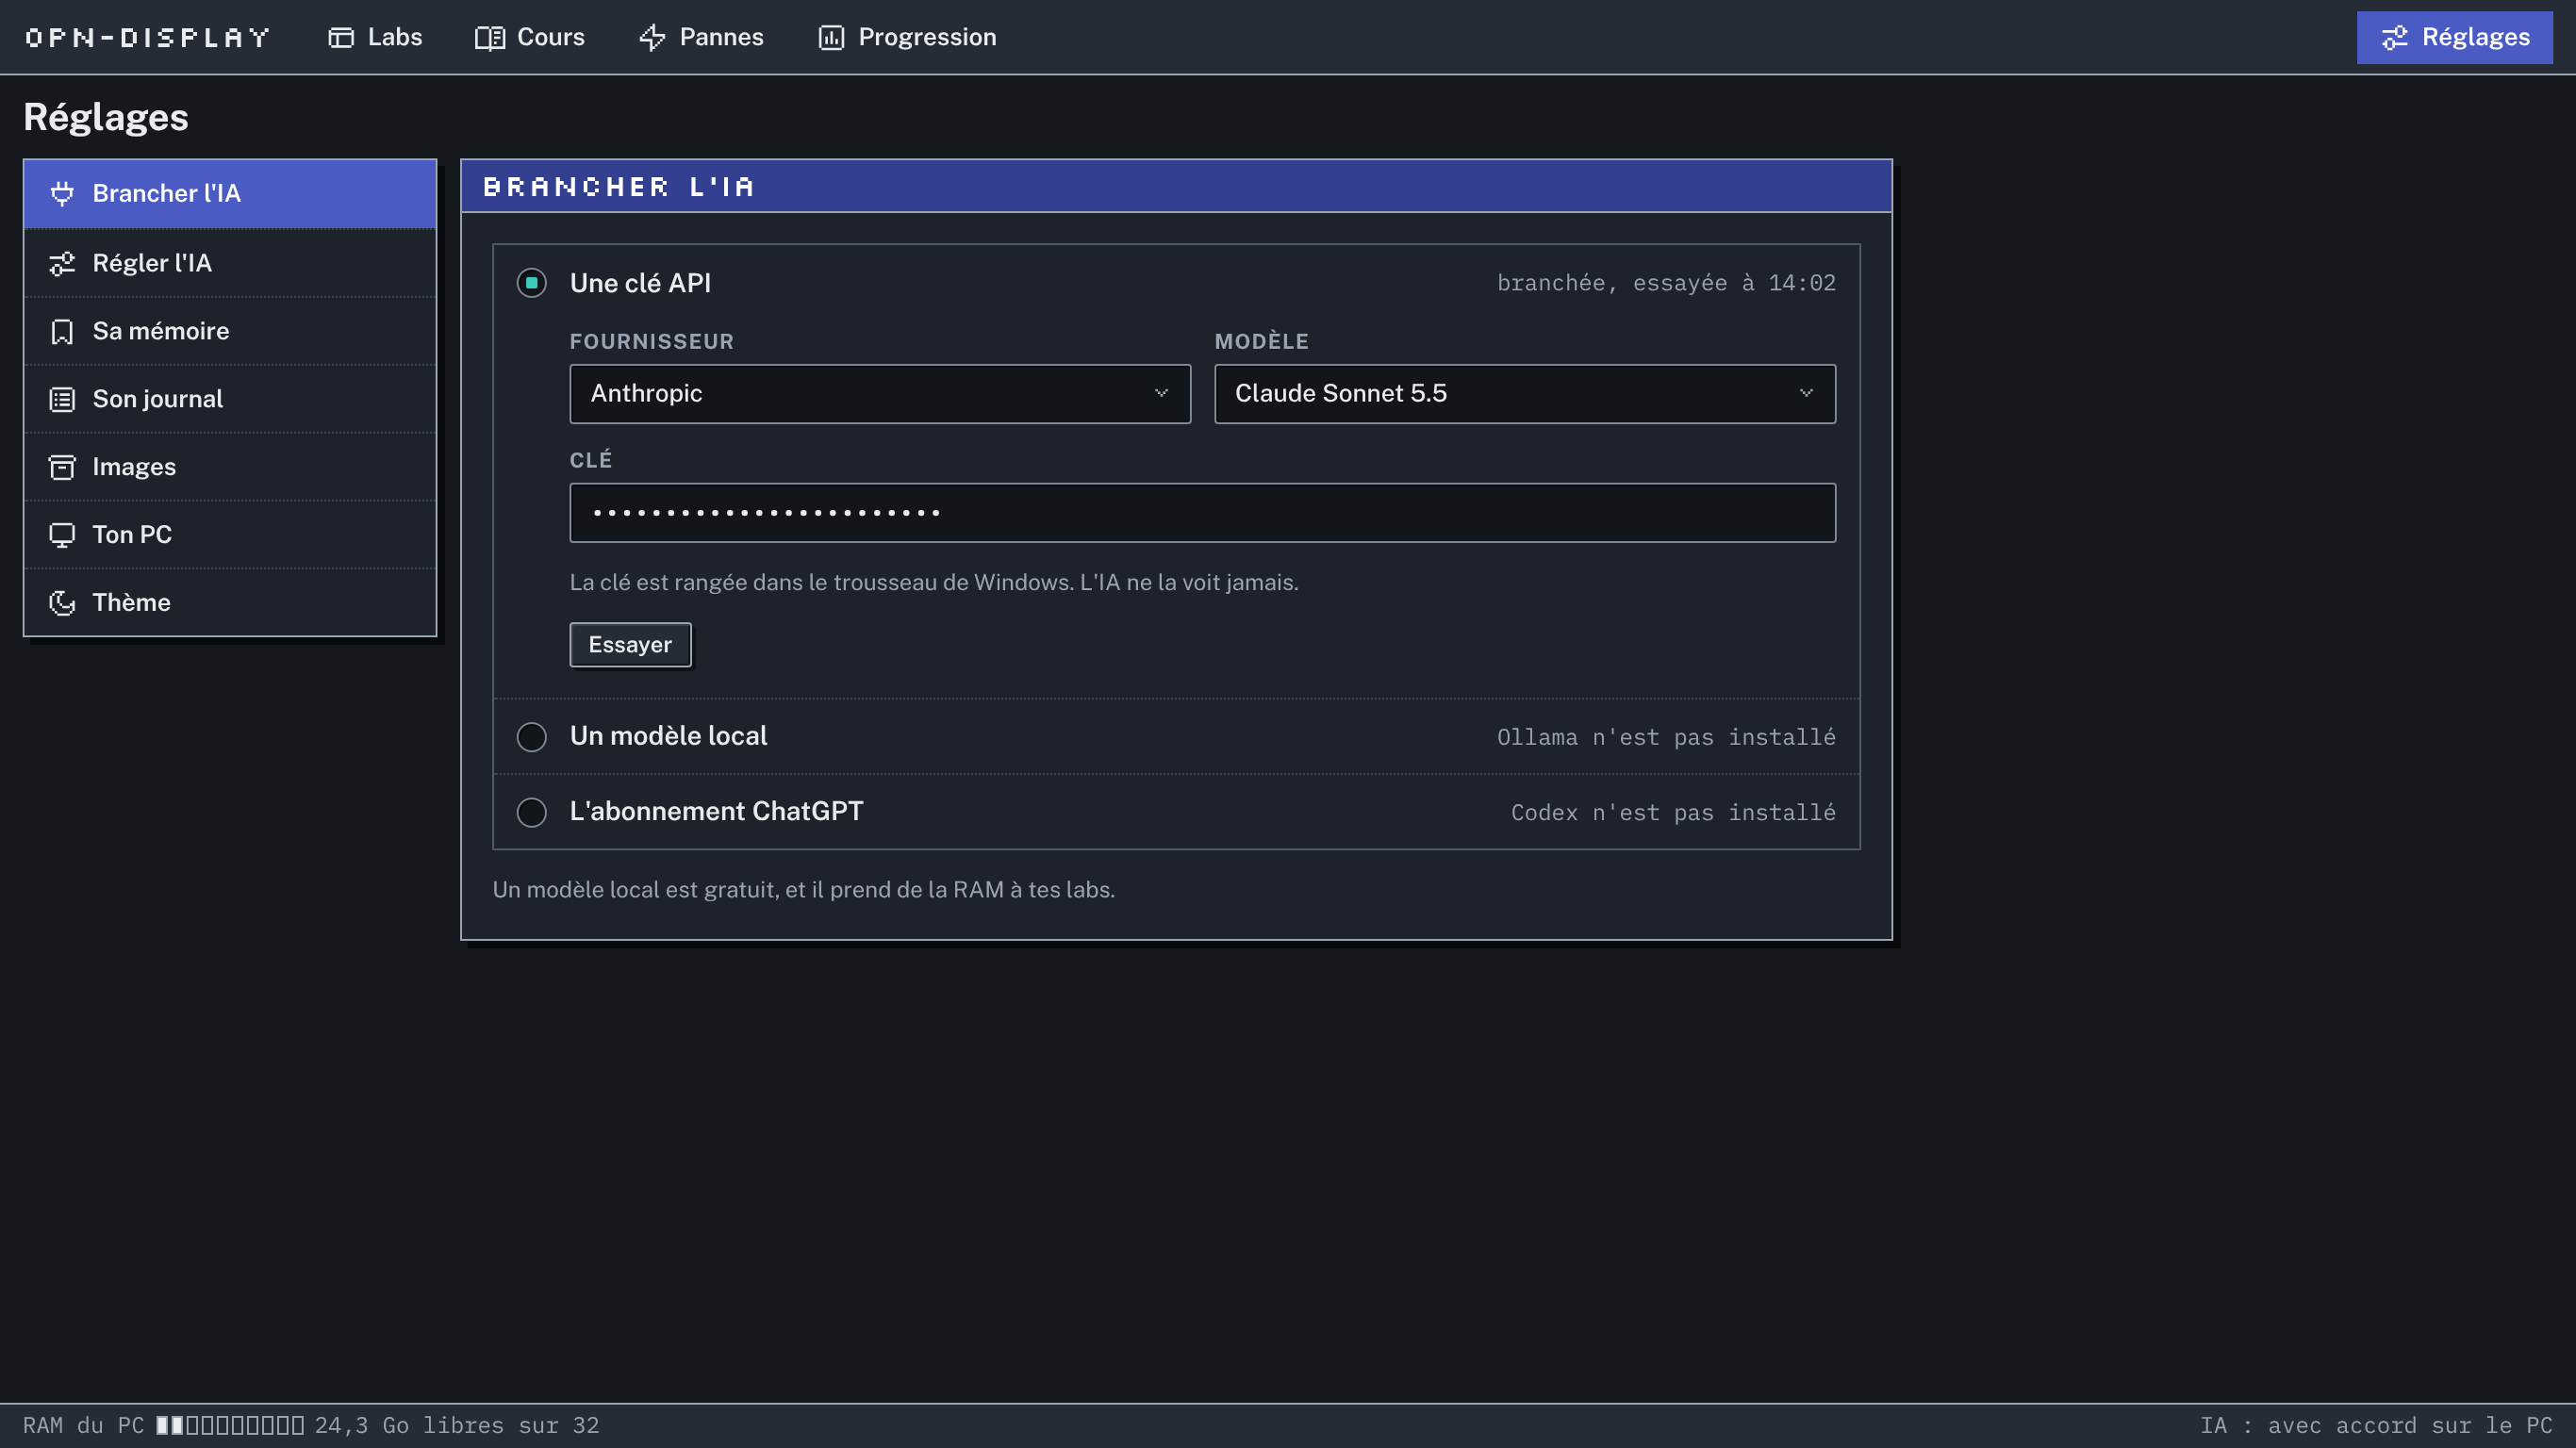 OPN-DISPLAY
Labs
Cours
Pannes
Progression
Réglages
Réglages
Brancher l'IA
Régler l'IA
Sa mémoire
Son journal
Images
Ton PC
Thème
BRANCHER L'IA
Une clé API
branchée, essayée à 14:02
FOURNISSEUR
MODÈLE
Anthropic
Claude Sonnet 5.5
CLÉ
••••••••••••••••••••••••
La clé est rangée dans le trousseau de Windows. L'IA ne la voit jamais.
Essayer
Un modèle local
Ollama n'est pas installé
L'abonnement ChatGPT
Codex n'est pas installé
Un modèle local est gratuit, et il prend de la RAM à tes labs.
RAM du PC
24,3 Go libres sur 32
IA : avec accord sur le PC